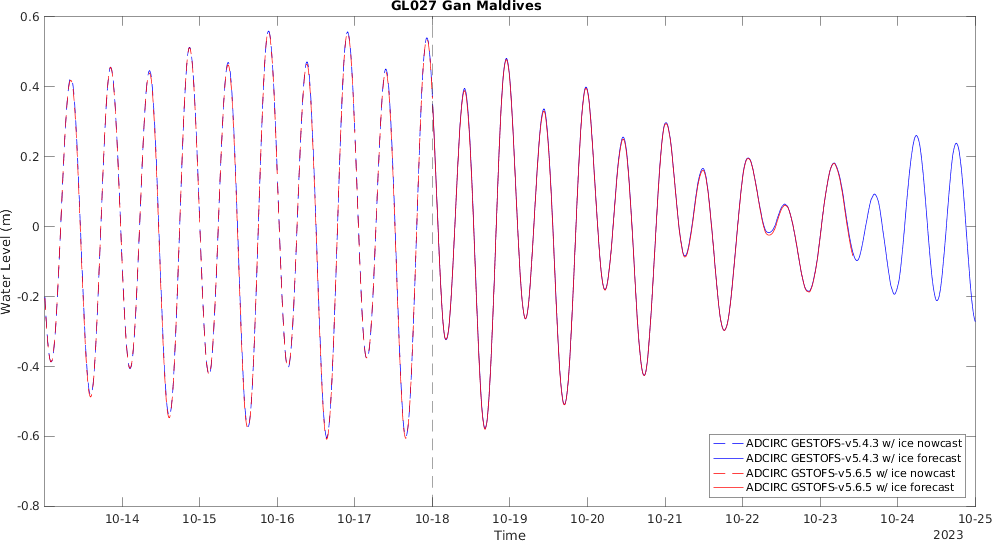 GL027 Gan Maldives
0.6
0.4
0.2
0
-0.2
-0.4
-0.6
-0.8
Water Level (m)
ADCIRC GESTOFS-v5.4.3 w/ ice nowcast
ADCIRC GESTOFS-v5.4.3 w/ ice forecast
ADCIRC GSTOFS-v5.6.5 w/ ice nowcast
ADCIRC GSTOFS-v5.6.5 w/ ice forecast
10-14 10-15 10-16 10-17 10-18 10-19 10-20 10-21 10-22 10-23 10-24 10-25
Time
2023